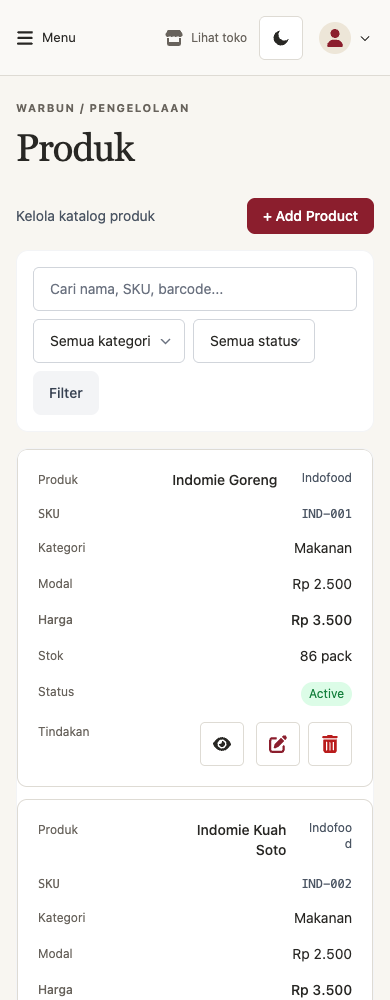 Menu
Lihat toko
WARBUN / PENGELOLAAN
Produk
Kelola katalog produk
+ Add Product
Cari nama, SKU, barcode...
Semua kategori
Semua status
Filter
Produk Indomie Goreng Indofood
SKU IND-001
Kategori Makanan
Modal Rp 2.500
Harga Rp 3.500
Stok 86 pack
Status Active
Tindakan
Produk Indomie Kuah Indofoo
Soto d
SKU IND-002
Kategori Makanan
Modal Rp 2.500
Harga Rp 3.500